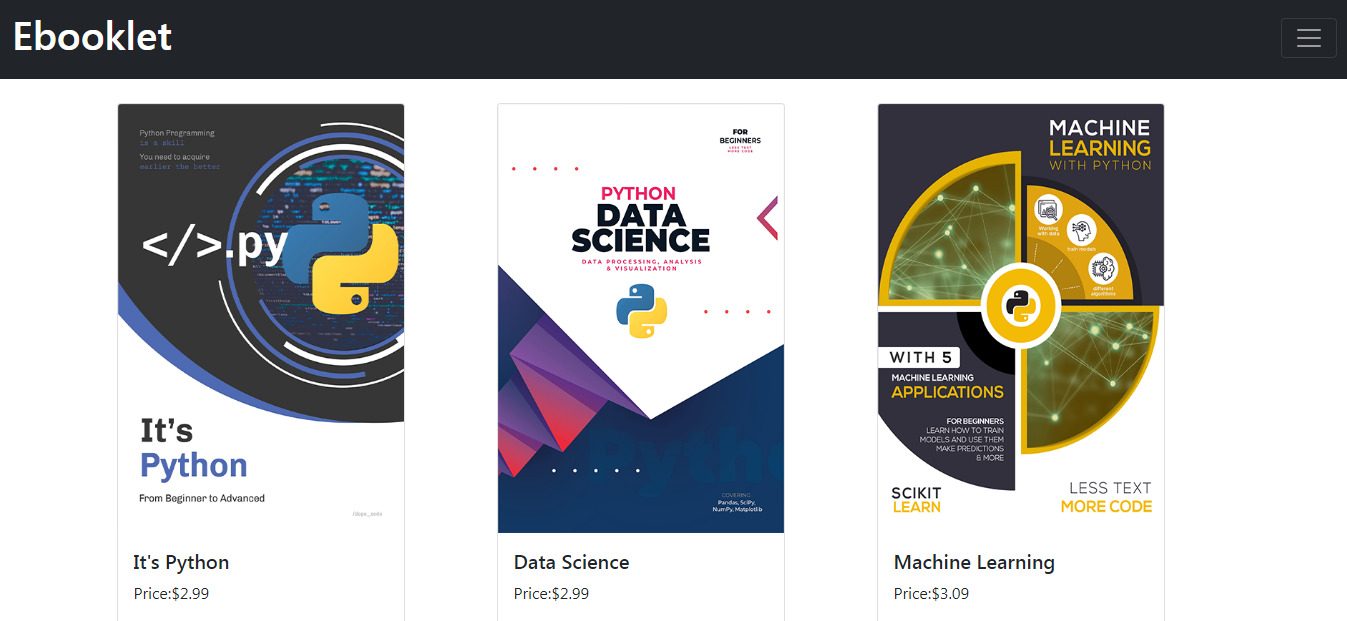 Ebooklet
Python Programming
is a skill
You need to acquire
earlier the better
</>.py
It's
Python
From Beginner to Advanced
It's Python
Price:$2.99
FOR
BEGINNERS
LESS TEXT
MORE CODE
PYTHON
DATA
SCIENCE
DATA PROCESSING, ANALYSIS
& VISUALIZATION
Pytho
COVERING
Pandas, SciPy,
NumPy, Matplotlib
Data Science
Price:$2.99
MACHINE
LEARNING
WITH PYTHON
Working
with data
train models
different
algorithms
WITH 5
MACHINE LEARNING
APPLICATIONS
FOR BEGINNERS
LEARN HOW TO TRAIN
MODELS AND USE THEM
MAKE PREDICTIONS
& MORE
SCIKIT
LEARN
LESS TEXT
MORE CODE
Machine Learning
Price:$3.09